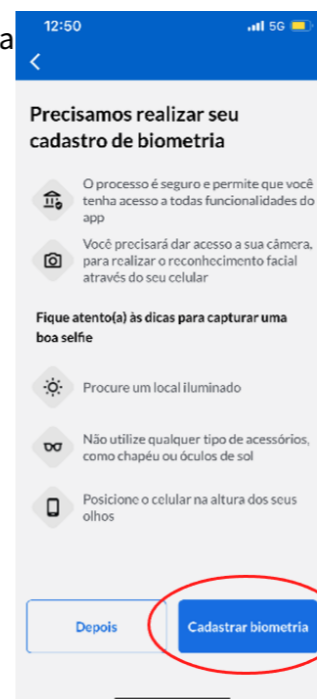 12:50
5G
a
Precisamos realizar seu
cadastro de biometria
O processo é seguro e permite que você
tenha acesso a todas funcionalidades do
app
Você precisará dar acesso a sua câmera,
para realizar o reconhecimento facial
através do seu celular
Fique atento(a) às dicas para capturar uma
boa selfie
Procure um local iluminado
Não utilize qualquer tipo de acessórios,
como chapéu ou óculos de sol
Posicione o celular na altura dos seus
olhos
Depois
Cadastrar biometria